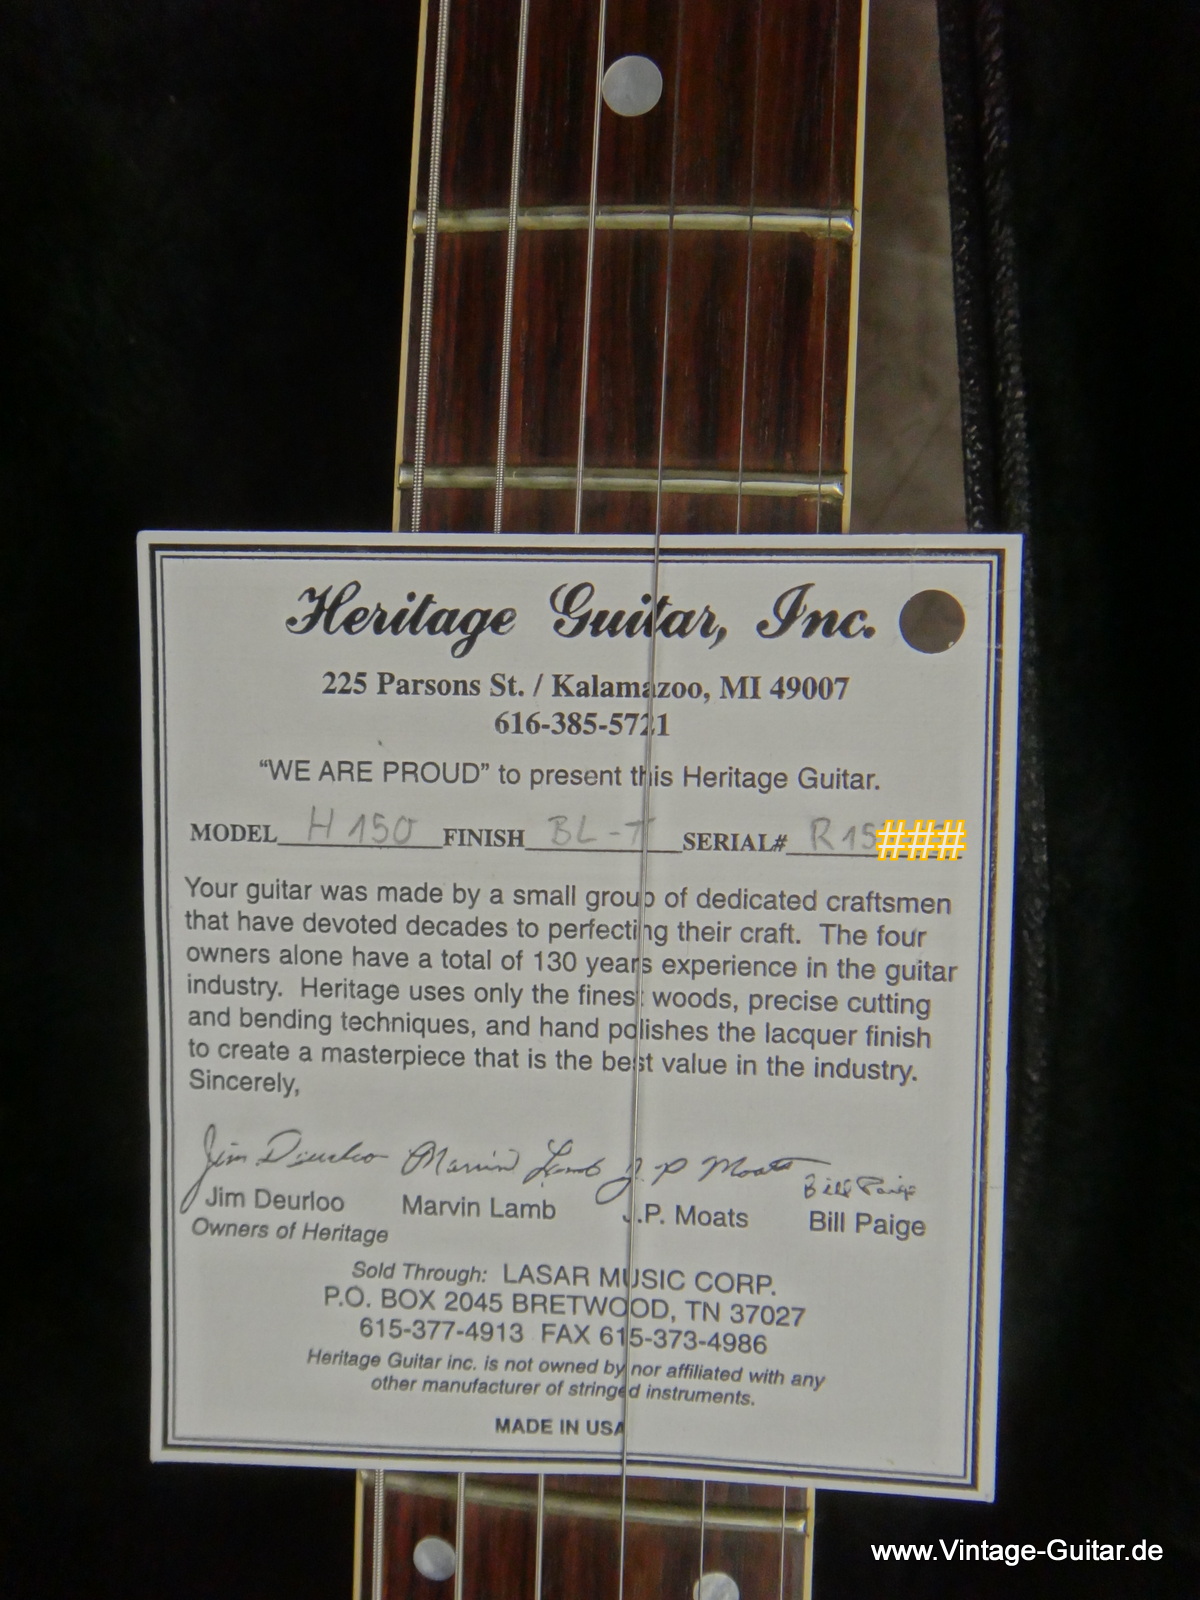 Heritage Guitar, Inc.
225 Parsons St. / Kalamazoo, MI 49007
616-385-5721
“WE ARE PROUD” to present this Heritage Guitar.
MODEL H 150 FINISH BL-T SERIAL# R15###
Your guitar was made by a small group of dedicated craftsmen
that have devoted decades to perfecting their craft. The four
owners alone have a total of 130 years experience in the guitar
industry. Heritage uses only the finest woods, precise cutting
and bending techniques, and hand polishes the lacquer finish
to create a masterpiece that is the best value in the industry.
Sincerely,
Jim Deurloo Marvin Lamb J. P Moats Bill Paige
Jim Deurloo Marvin Lamb J.P. Moats Bill Paige
Owners of Heritage
Sold Through: LASAR MUSIC CORP.
P.O. BOX 2045 BRETWOOD, TN 37027
615-377-4913 FAX 615-373-4986
Heritage Guitar inc. is not owned by nor affiliated with any
other manufacturer of stringed instruments.
MADE IN USA
www.Vintage-Guitar.de